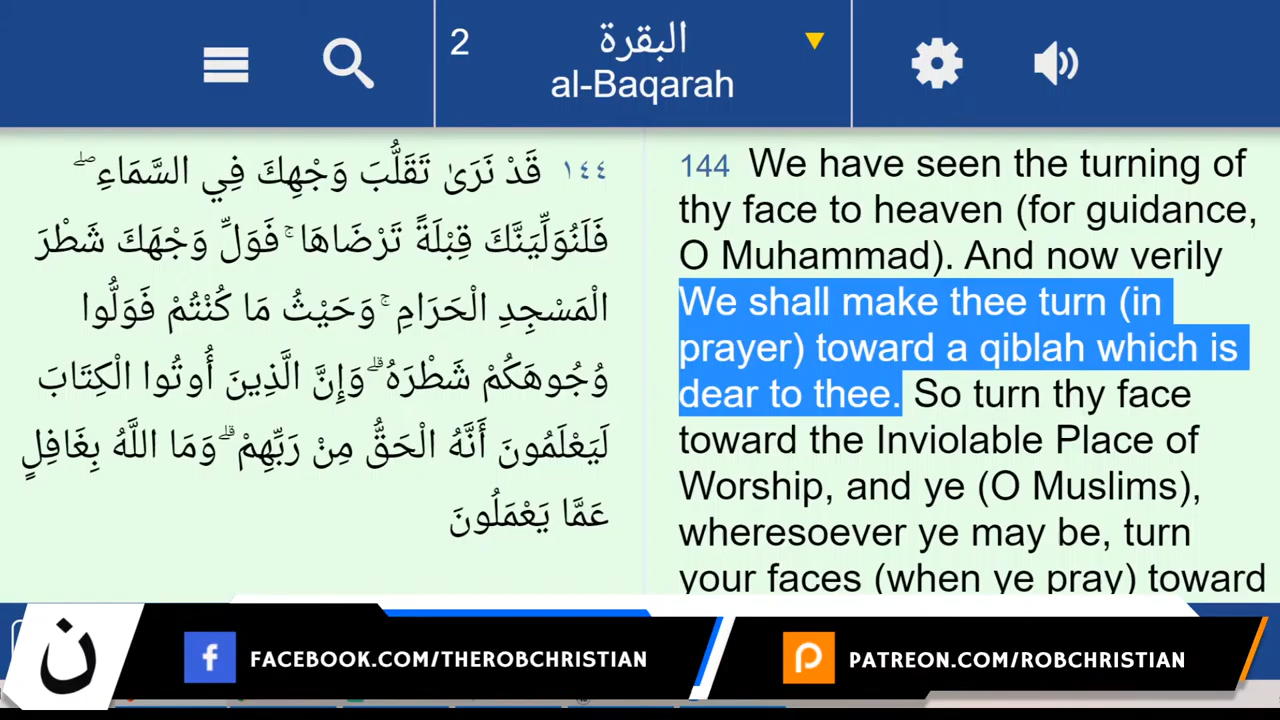 2
البقرة
al-Baqarah
١٤٤ قَدْ نَرَىٰ تَقَلُّبَ وَجْهِكَ فِي السَّمَاءِ ۖ
فَلَنُوَلِّيَنَّكَ قِبْلَةً تَرْضَاهَا ۚ فَوَلِّ وَجْهَكَ شَطْرَ
الْمَسْجِدِ الْحَرَامِ ۚ وَحَيْثُ مَا كُنْتُمْ فَوَلُّوا
وُجُوهَكُمْ شَطْرَهُ ۗ وَإِنَّ الَّذِينَ أُوتُوا الْكِتَابَ
لَيَعْلَمُونَ أَنَّهُ الْحَقُّ مِنْ رَبِّهِمْ ۗ وَمَا اللَّهُ بِغَافِلٍ
عَمَّا يَعْمَلُونَ
144 We have seen the turning of
thy face to heaven (for guidance,
O Muhammad). And now verily
We shall make thee turn (in
prayer) toward a qiblah which is
dear to thee. So turn thy face
toward the Inviolable Place of
Worship, and ye (O Muslims),
wheresoever ye may be, turn
your faces (when ye pray) toward
ن
FACEBOOK.COM/THEROBCHRISTIAN
PATREON.COM/ROBCHRISTIAN